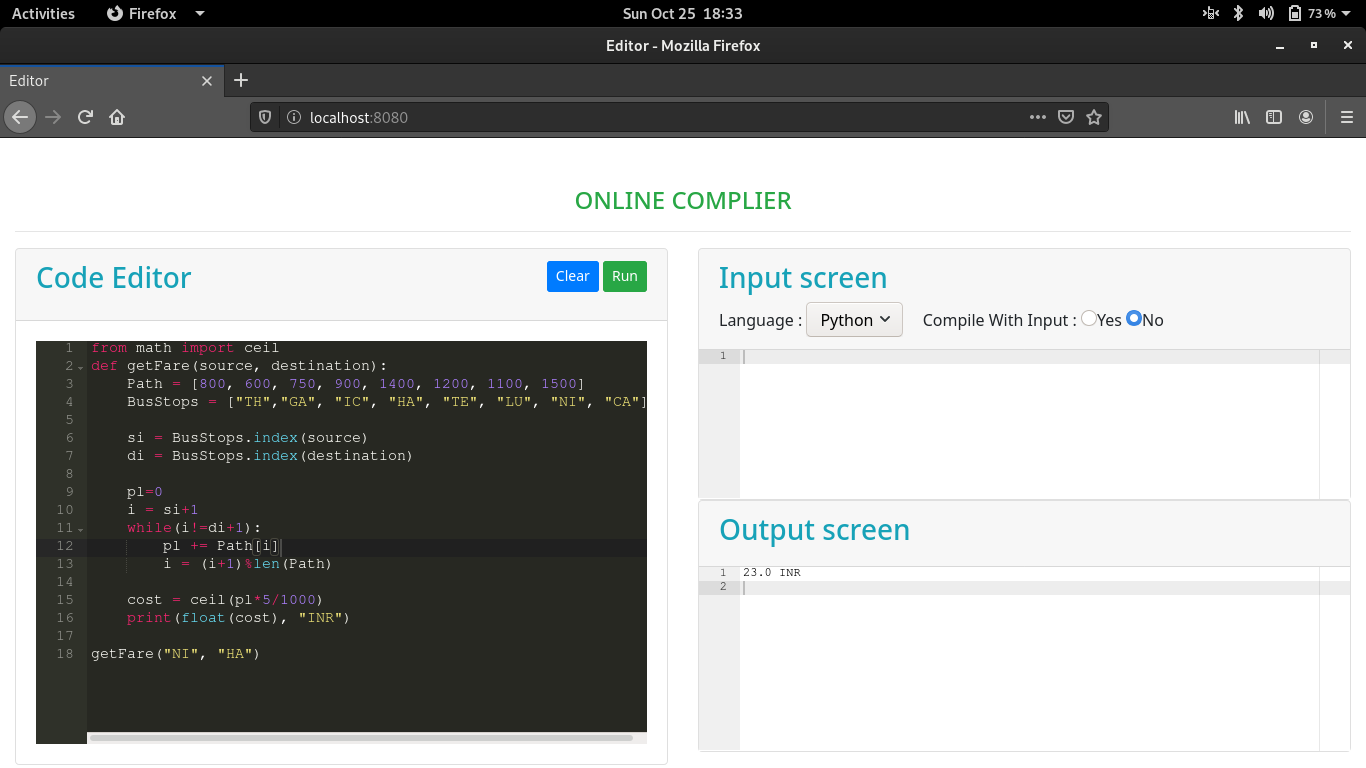 Activities Firefox Sun Oct 25 18:33 73%
Editor - Mozilla Firefox
Editor
localhost:8080
ONLINE COMPLIER
Code Editor Clear Run
1 from math import ceil
2 def getFare(source, destination):
3 Path = [800, 600, 750, 900, 1400, 1200, 1100, 1500]
4 BusStops = ["TH","GA", "IC", "HA", "TE", "LU", "NI", "CA"]
5
6 si = BusStops.index(source)
7 di = BusStops.index(destination)
8
9 pl=0
10 i = si+1
11 while(i!=di+1):
12 pl += Path[i]
13 i = (i+1)%len(Path)
14
15 cost = ceil(pl*5/1000)
16 print(float(cost), "INR")
17
18 getFare("NI", "HA")
Input screen
Language : Python Compile With Input : Yes No
1
Output screen
1 23.0 INR
2